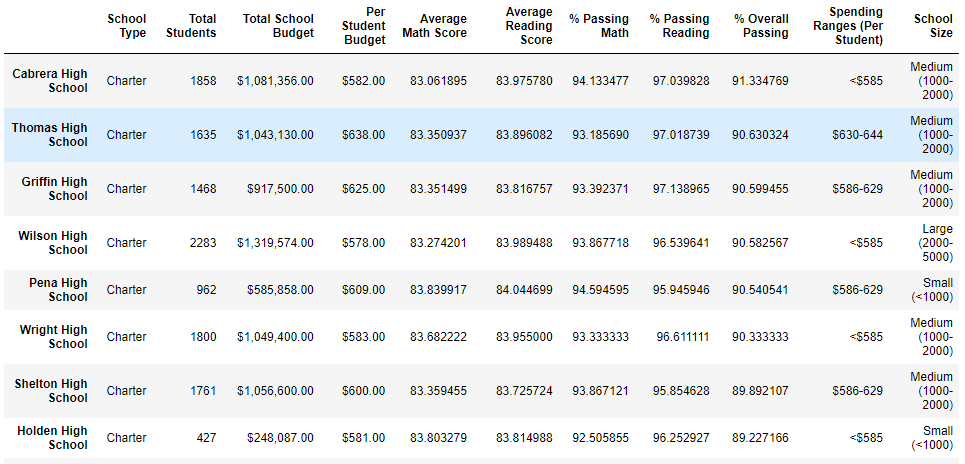 School Type Total Students Total School Budget Per Student Budget Average Math Score Average Reading Score % Passing Math % Passing Reading % Overall Passing Spending Ranges (Per Student) School Size
Cabrera High School Charter 1858 $1,081,356.00 $582.00 83.061895 83.975780 94.133477 97.039828 91.334769 <$585 Medium (1000-2000)
Thomas High School Charter 1635 $1,043,130.00 $638.00 83.350937 83.896082 93.185690 97.018739 90.630324 $630-644 Medium (1000-2000)
Griffin High School Charter 1468 $917,500.00 $625.00 83.351499 83.816757 93.392371 97.138965 90.599455 $586-629 Medium (1000-2000)
Wilson High School Charter 2283 $1,319,574.00 $578.00 83.274201 83.989488 93.867718 96.539641 90.582567 <$585 Large (2000-5000)
Pena High School Charter 962 $585,858.00 $609.00 83.839917 84.044699 94.594595 95.945946 90.540541 $586-629 Small (<1000)
Wright High School Charter 1800 $1,049,400.00 $583.00 83.682222 83.955000 93.333333 96.611111 90.333333 <$585 Medium (1000-2000)
Shelton High School Charter 1761 $1,056,600.00 $600.00 83.359455 83.725724 93.867121 95.854628 89.892107 $586-629 Medium (1000-2000)
Holden High School Charter 427 $248,087.00 $581.00 83.803279 83.814988 92.505855 96.252927 89.227166 <$585 Small (<1000)